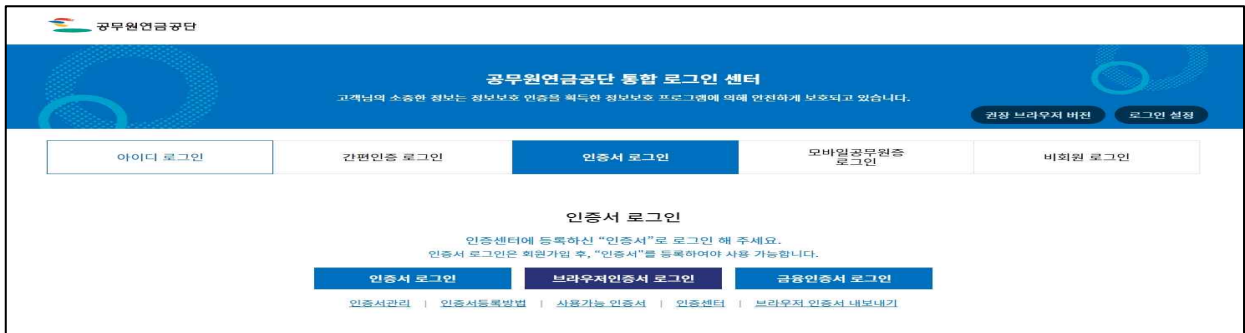 공무원연금공단
공무원연금공단 통합 로그인 센터
고객님의 소중한 정보는 정보보호 인증을 획득한 정보보호 프로그램에 의해 안전하게 보호되고 있습니다.
권장 브라우저 버전 로그인 설정
아이디 로그인 간편인증 로그인 인증서 로그인 모바일공무원증 비회원 로그인
로그인
인증서 로그인
인증센터에 등록하신 “인증서”로 로그인 해 주세요.
인증서 로그인은 회원가입 후, “인증서”를 등록하여야 사용 가능합니다.
인증서 로그인 브라우저인증서 로그인 금융인증서 로그인
인증서관리 | 인증서등록방법 | 사용가능 인증서 | 인증센터 | 브라우저 인증서 내보내기